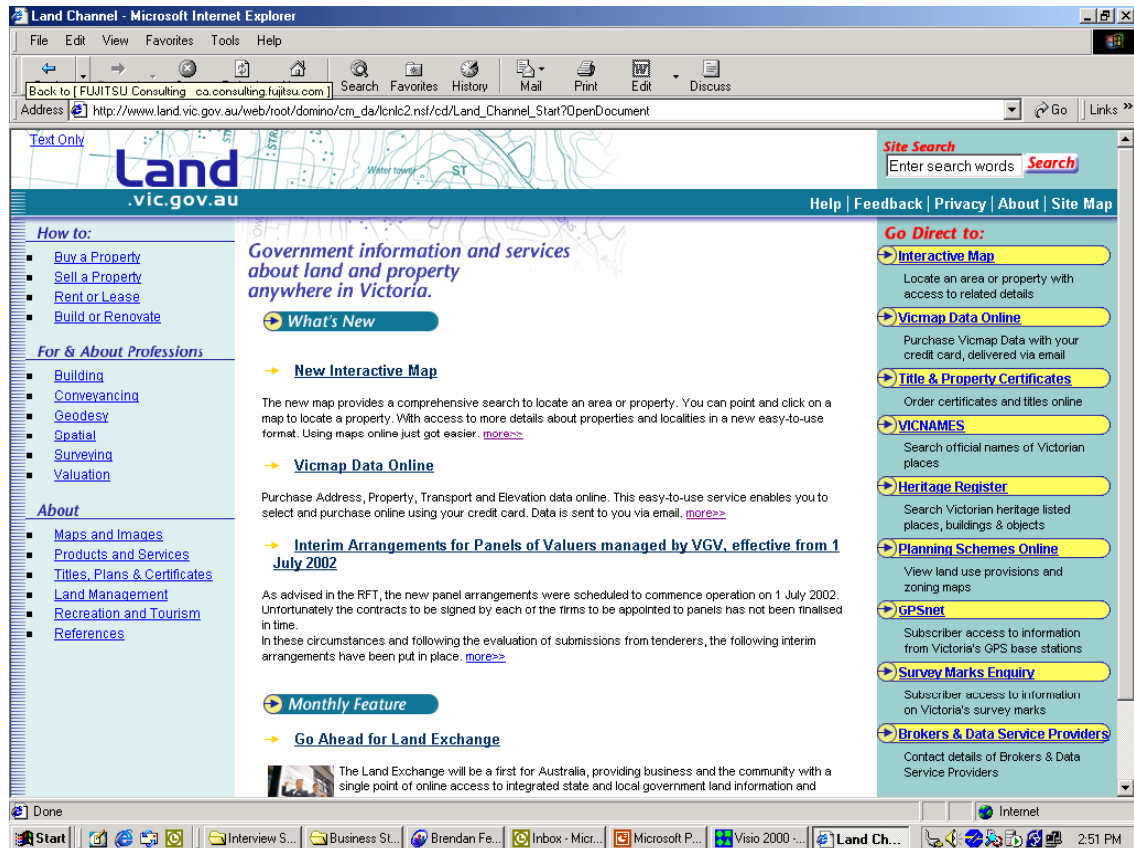 Land Channel - Microsoft Internet Explorer
File Edit View Favorites Tools Help
Search Favorites History Mail Print Edit Discuss
Back to [ FUJITSU Consulting - ca.consulting.fujitsu.com ]
Address http://www.land.vic.gov.au/web/root/domino/cm_da/lcnlc2.nsf/cd/Land_Channel_Start?OpenDocument Go Links »
Text Only
Water tower
ST
Land
.vic.gov.au
Site Search
Enter search words Search
Help | Feedback | Privacy | About | Site Map
How to:
Buy a Property
Sell a Property
Rent or Lease
Build or Renovate
For & About Professions
Building
Conveyancing
Geodesy
Spatial
Surveying
Valuation
About
Maps and Images
Products and Services
Titles, Plans & Certificates
Land Management
Recreation and Tourism
References
Government information and services
about land and property
anywhere in Victoria.
What's New
New Interactive Map
The new map provides a comprehensive search to locate an area or property. You can point and click on a
map to locate a property. With access to more details about properties and localities in a new easy-to-use
format. Using maps online just got easier. more>>
Vicmap Data Online
Purchase Address, Property, Transport and Elevation data online. This easy-to-use service enables you to
select and purchase online using your credit card. Data is sent to you via email. more>>
Interim Arrangements for Panels of Valuers managed by VGV, effective from 1
July 2002
As advised in the RFT, the new panel arrangements were scheduled to commence operation on 1 July 2002.
Unfortunately the contracts to be signed by each of the firms to be appointed to panels has not been finalised
in time.
In these circumstances and following the evaluation of submissions from tenderers, the following interim
arrangements have been put in place. more>>
Monthly Feature
Go Ahead for Land Exchange
The Land Exchange will be a first for Australia, providing business and the community with a
single point of online access to integrated state and local government land information and
Go Direct to:
Interactive Map
Locate an area or property with
access to related details
Vicmap Data Online
Purchase Vicmap Data with your
credit card, delivered via email
Title & Property Certificates
Order certificates and titles online
VICNAMES
Search official names of Victorian
places
Heritage Register
Search Victorian heritage listed
places, buildings & objects
Planning Schemes Online
View land use provisions and
zoning maps
GPSnet
Subscriber access to information
from Victoria's GPS base stations
Survey Marks Enquiry
Subscriber access to information
on Victoria's survey marks
Brokers & Data Service Providers
Contact details of Brokers & Data
Service Providers
Done Internet
Start Interview S... Business St... Brendan Fe... Inbox - Micr... Microsoft P... Visio 2000 -... Land Ch... 2:51 PM